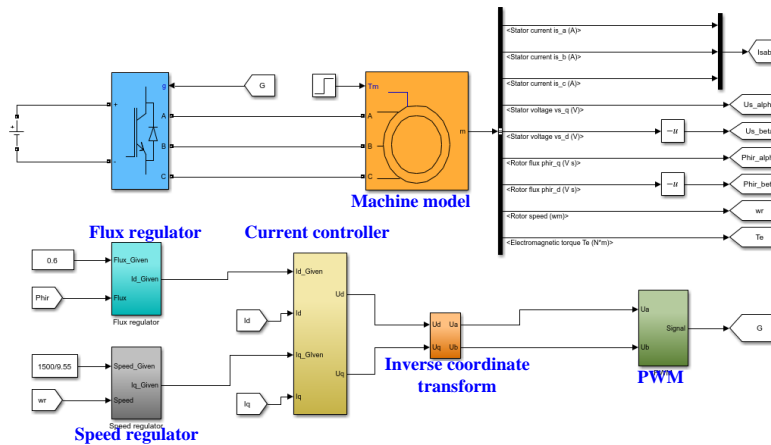 <Stator current is_a (A)>
<Stator current is_b (A)>
<Stator current is_c (A)>
Isab
<Stator voltage vs_q (V)>
Us_alph
<Stator voltage vs_d (V)>
-u
Us_beta
<Rotor flux phir_q (V s)>
Phir_alph
<Rotor flux phir_d (V s)>
-u
Phir_bet
<Rotor speed (wm)>
wr
<Electromagnetic torque Te (N*m)>
Te
g
G
+
-
A
B
C
+
Tm
A
B
C
m
Machine model
Flux regulator
Current controller
0.6
Flux_Given
Id_Given
Phir
Flux
Flux regulator
1500/9.55
Speed_Given
Iq_Given
wr
Speed
Speed regulator
Speed regulator
Id_Given
Id
Id
Iq_Given
Iq
Iq
Ud
Uq
Ud
Ua
Uq
Ub
Inverse coordinate
transform
Ua
Signal
Ub
G
PWM